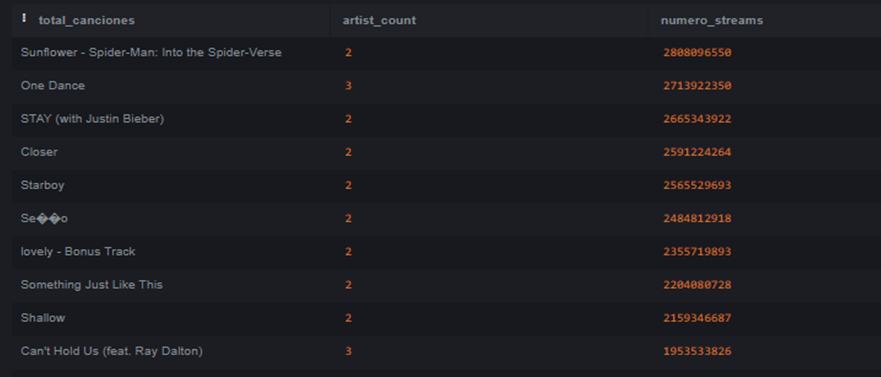 total_canciones artist_count numero_streams
Sunflower - Spider-Man: Into the Spider-Verse 2 2808096550
One Dance 3 2713922350
STAY (with Justin Bieber) 2 2665343922
Closer 2 2591224264
Starboy 2 2565529693
Se��o 2 2484812918
lovely - Bonus Track 2 2355719893
Something Just Like This 2 2204080728
Shallow 2 2159346687
Can't Hold Us (feat. Ray Dalton) 3 1953533826